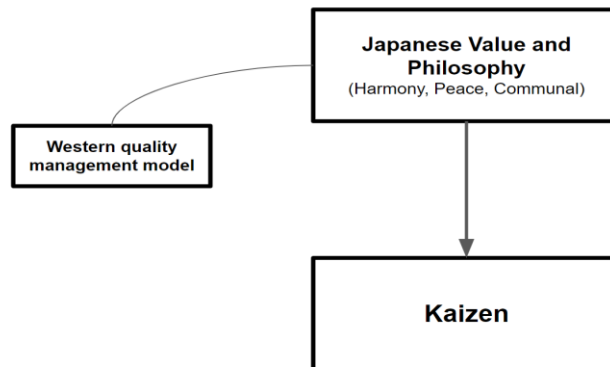 Japanese Value and
Philosophy
(Harmony, Peace, Communal)
Western quality
management model
Kaizen